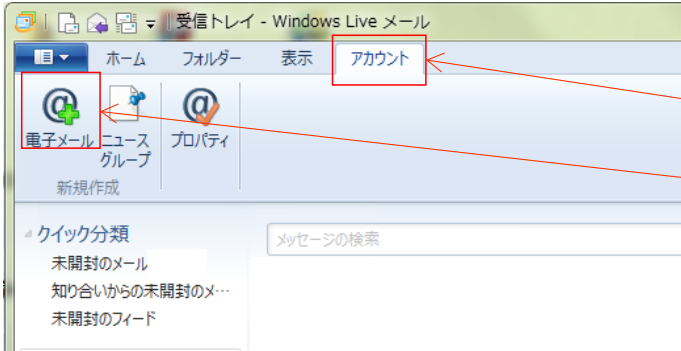 受信トレイ - Windows Live メール
ホーム フォルダー 表示 アカウント
電子メール ニュース グループ プロパティ
新規作成
クイック分類 メッセージの検索
未開封のメール
知り合いからの未開封のメ…
未開封のフィード